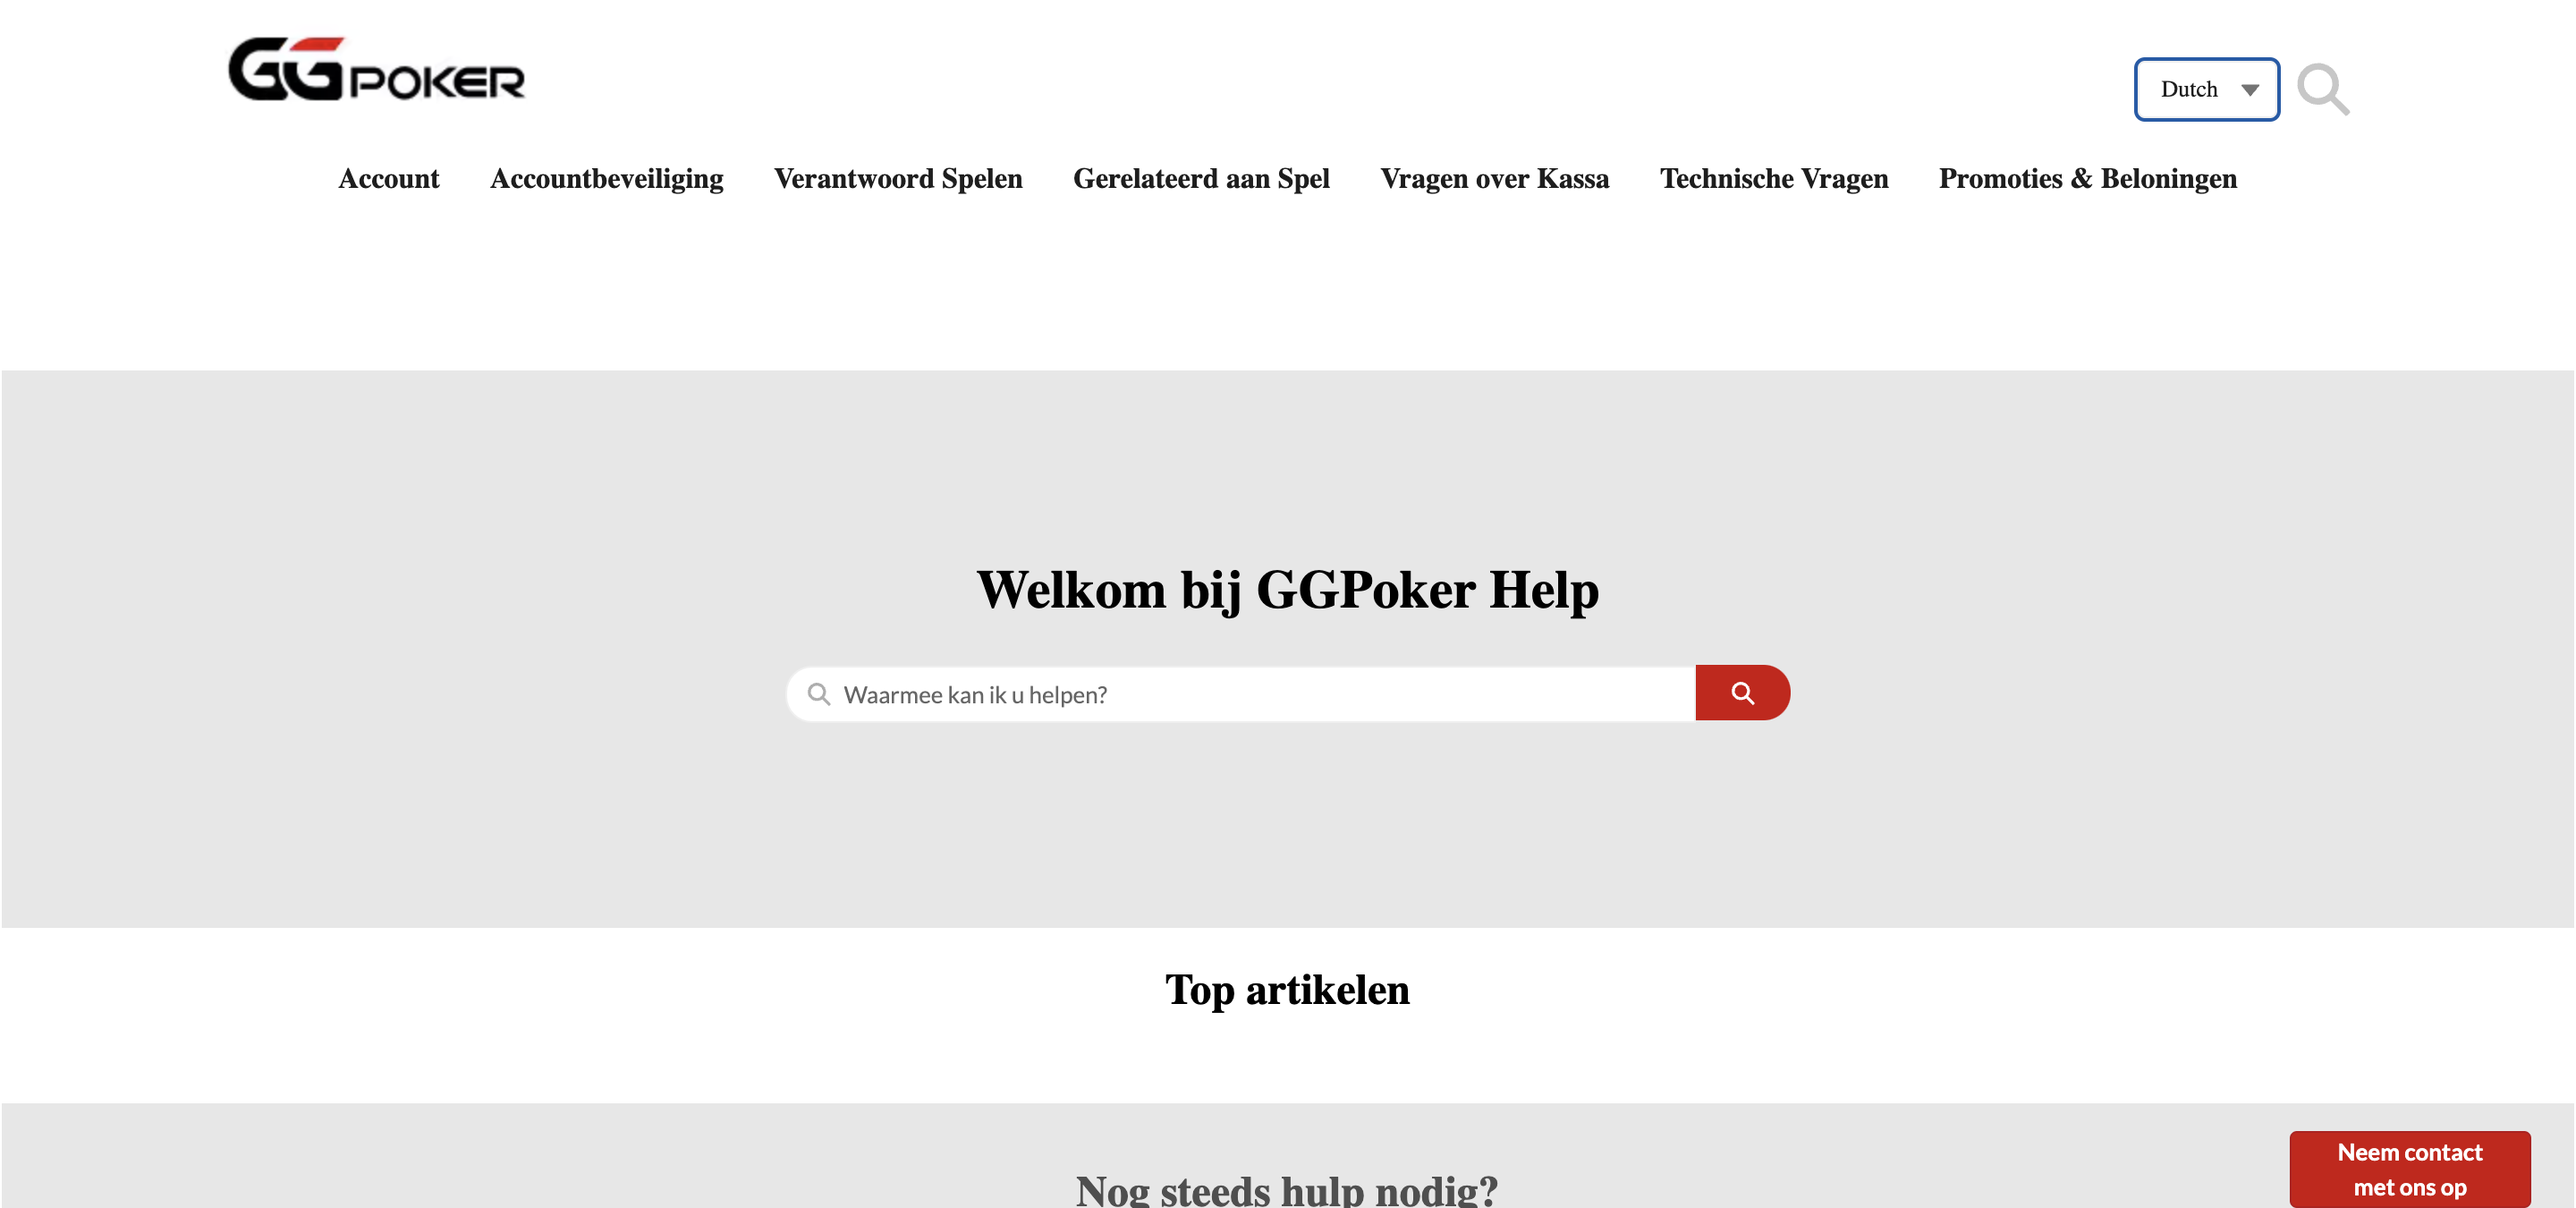 GGPOKER
Dutch
Account Accountbeveiliging Verantwoord Spelen Gerelateerd aan Spel Vragen over Kassa Technische Vragen Promoties & Beloningen
Welkom bij GGPoker Help
Waarmee kan ik u helpen?
Top artikelen
Nog steeds hulp nodig?
Neem contact
met ons op